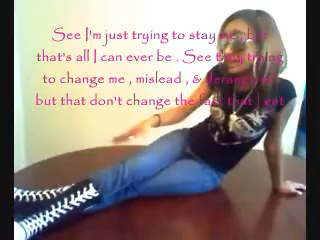 See I'm just trying to stay me , but
that's all I can ever be . See they trying
to change me , mislead , & derange me
but that don't change the fact that I get